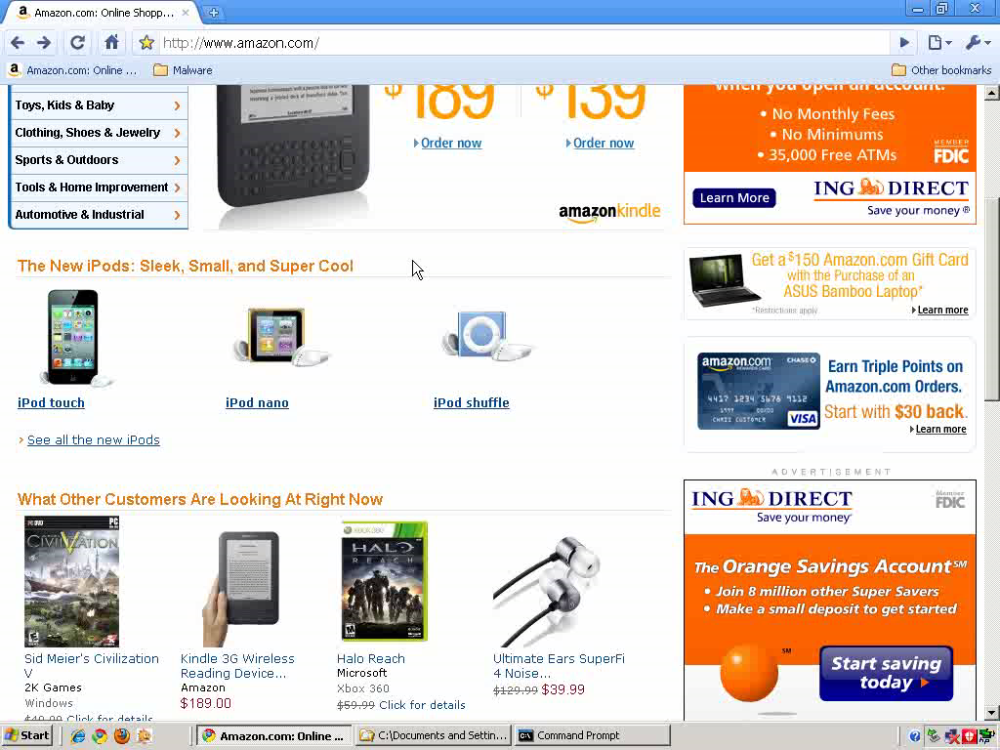 Amazon.com: Online Shopp...
http://www.amazon.com/
Amazon.com: Online ...
Malware
Other bookmarks
Toys, Kids & Baby
Clothing, Shoes & Jewelry
Sports & Outdoors
Tools & Home Improvement
Automotive & Industrial
$189
$139
Order now
Order now
amazonkindle
when you open an account.
• No Monthly Fees
• No Minimums
• 35,000 Free ATMs
MEMBER
FDIC
Learn More
ING DIRECT
Save your money®
The New iPods: Sleek, Small, and Super Cool
iPod touch
iPod nano
iPod shuffle
See all the new iPods
Get a $150 Amazon.com Gift Card
with the Purchase of an
ASUS Bamboo Laptop*
*Restrictions apply
Learn more
amazon.com
REWARDS CARD
CHASE
4417 1234 5678 9112
CHRIS CUSTOMER
VISA
Earn Triple Points on
Amazon.com Orders.
Start with $30 back.
Learn more
ADVERTISEMENT
ING DIRECT
Save your money
Member
FDIC
The Orange Savings Account SM
• Join 8 million other Super Savers
• Make a small deposit to get started
SM
Start saving
today
What Other Customers Are Looking At Right Now
PC
CIVILIZATION
V
XBOX 360
HALO
REACH
Sid Meier's Civilization
V
2K Games
Windows
$49.99 Click for details
Kindle 3G Wireless
Reading Device...
Amazon
$189.00
Halo Reach
Microsoft
Xbox 360
$59.99 Click for details
Ultimate Ears SuperFi
4 Noise...
$129.99 $39.99
Start
Amazon.com: Online ...
C:\Documents and Settin...
Command Prompt